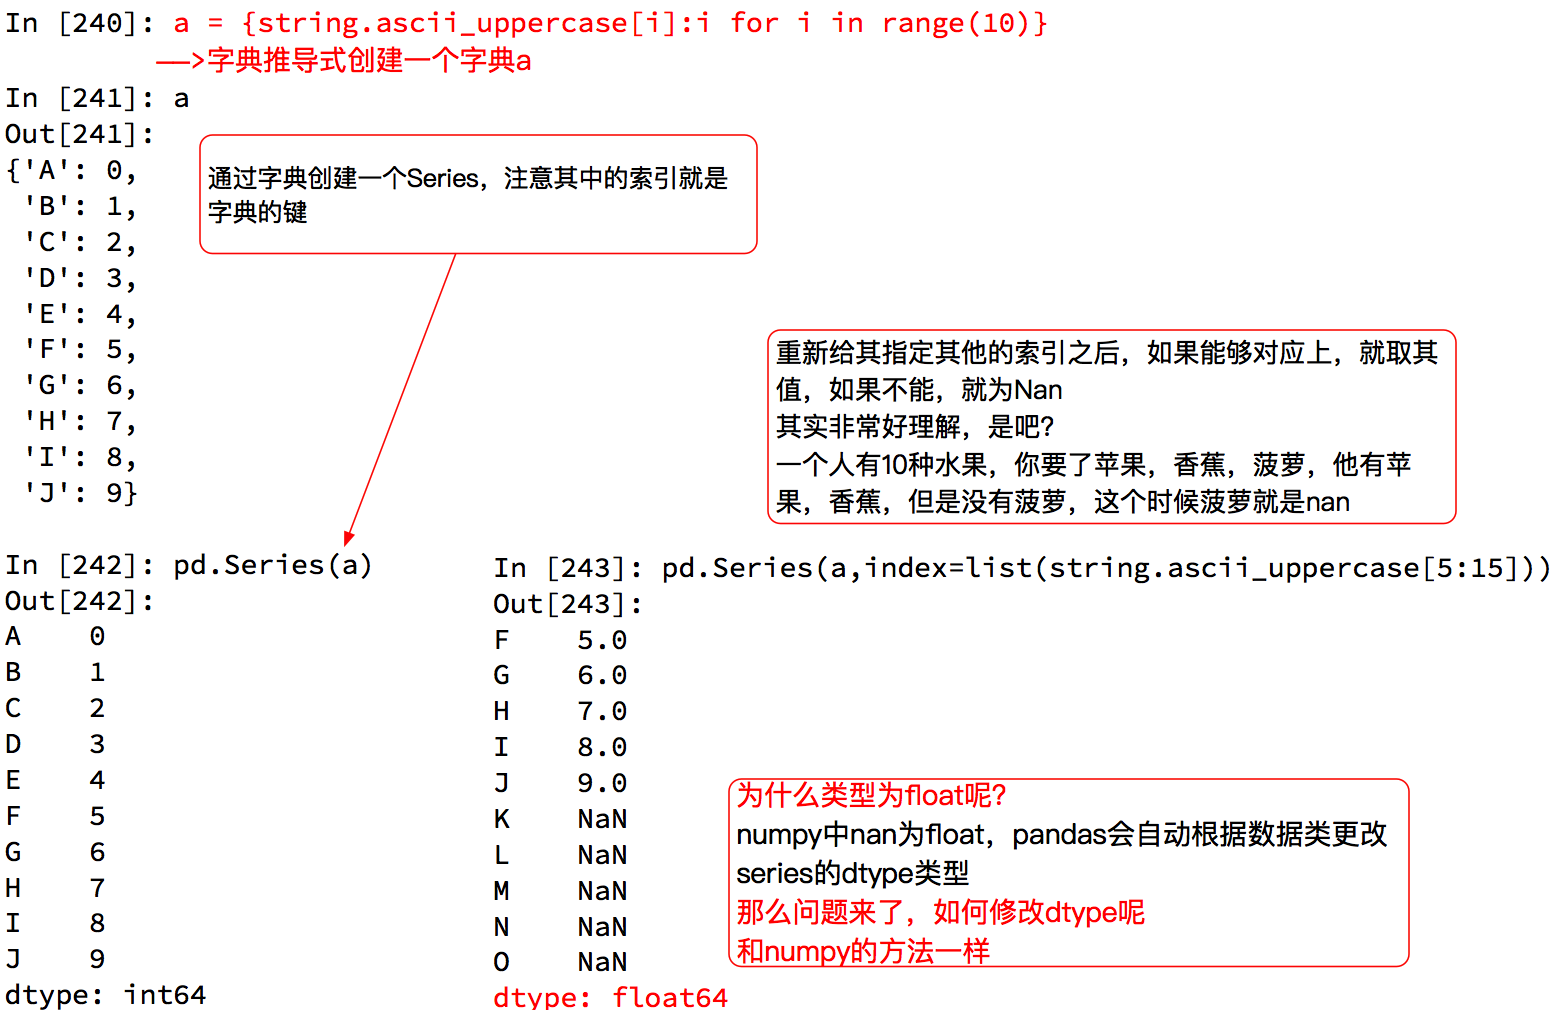 In [240]: a = {string.ascii_uppercase[i]:i for i in range(10)}
——>字典推导式创建一个字典a
In [241]: a
Out[241]:
{'A': 0,
'B': 1,
'C': 2,
'D': 3,
'E': 4,
'F': 5,
'G': 6,
'H': 7,
'I': 8,
'J': 9}
通过字典创建一个Series，注意其中的索引就是
字典的键
重新给其指定其他的索引之后，如果能够对应上，就取其
值，如果不能，就为Nan
其实非常好理解，是吧？
一个人有10种水果，你要了苹果，香蕉，菠萝，他有苹
果，香蕉，但是没有菠萝，这个时候菠萝就是nan
In [242]: pd.Series(a)
Out[242]:
A    0
B    1
C    2
D    3
E    4
F    5
G    6
H    7
I    8
J    9
dtype: int64
In [243]: pd.Series(a,index=list(string.ascii_uppercase[5:15]))
Out[243]:
F    5.0
G    6.0
H    7.0
I    8.0
J    9.0
K    NaN
L    NaN
M    NaN
N    NaN
O    NaN
dtype: float64
为什么类型为float呢？
numpy中nan为float，pandas会自动根据数据类更改
series的dtype类型
那么问题来了，如何修改dtype呢
和numpy的方法一样